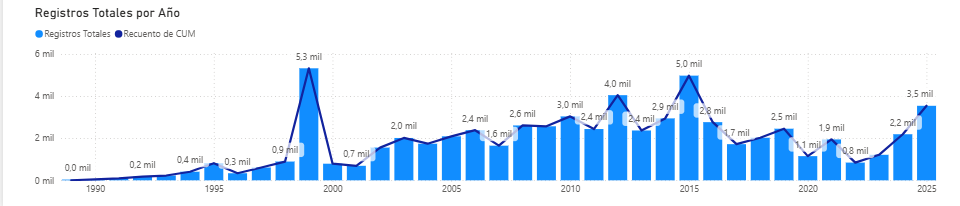 Registros Totales por Año
Registros Totales Recuento de CUM
6 mil
4 mil
2 mil
0 mil
0,0 mil 0,2 mil 0,4 mil 0,3 mil 0,9 mil 5,3 mil 0,7 mil 2,0 mil 2,4 mil 1,6 mil 2,6 mil 3,0 mil 2,4 mil 4,0 mil 2,4 mil 2,9 mil 5,0 mil 2,8 mil 1,7 mil 2,5 mil 1,1 mil 1,9 mil 0,8 mil 2,2 mil 3,5 mil
1990 1995 2000 2005 2010 2015 2020 2025